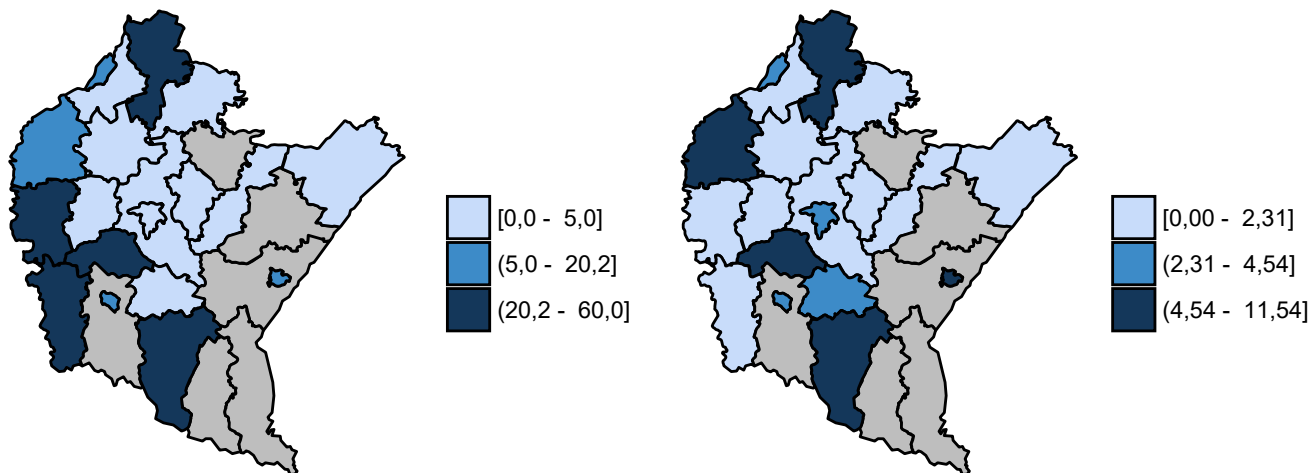 [0,0 - 5,0]
(5,0 - 20,2]
(20,2 - 60,0]
[0,00 - 2,31]
(2,31 - 4,54]
(4,54 - 11,54]